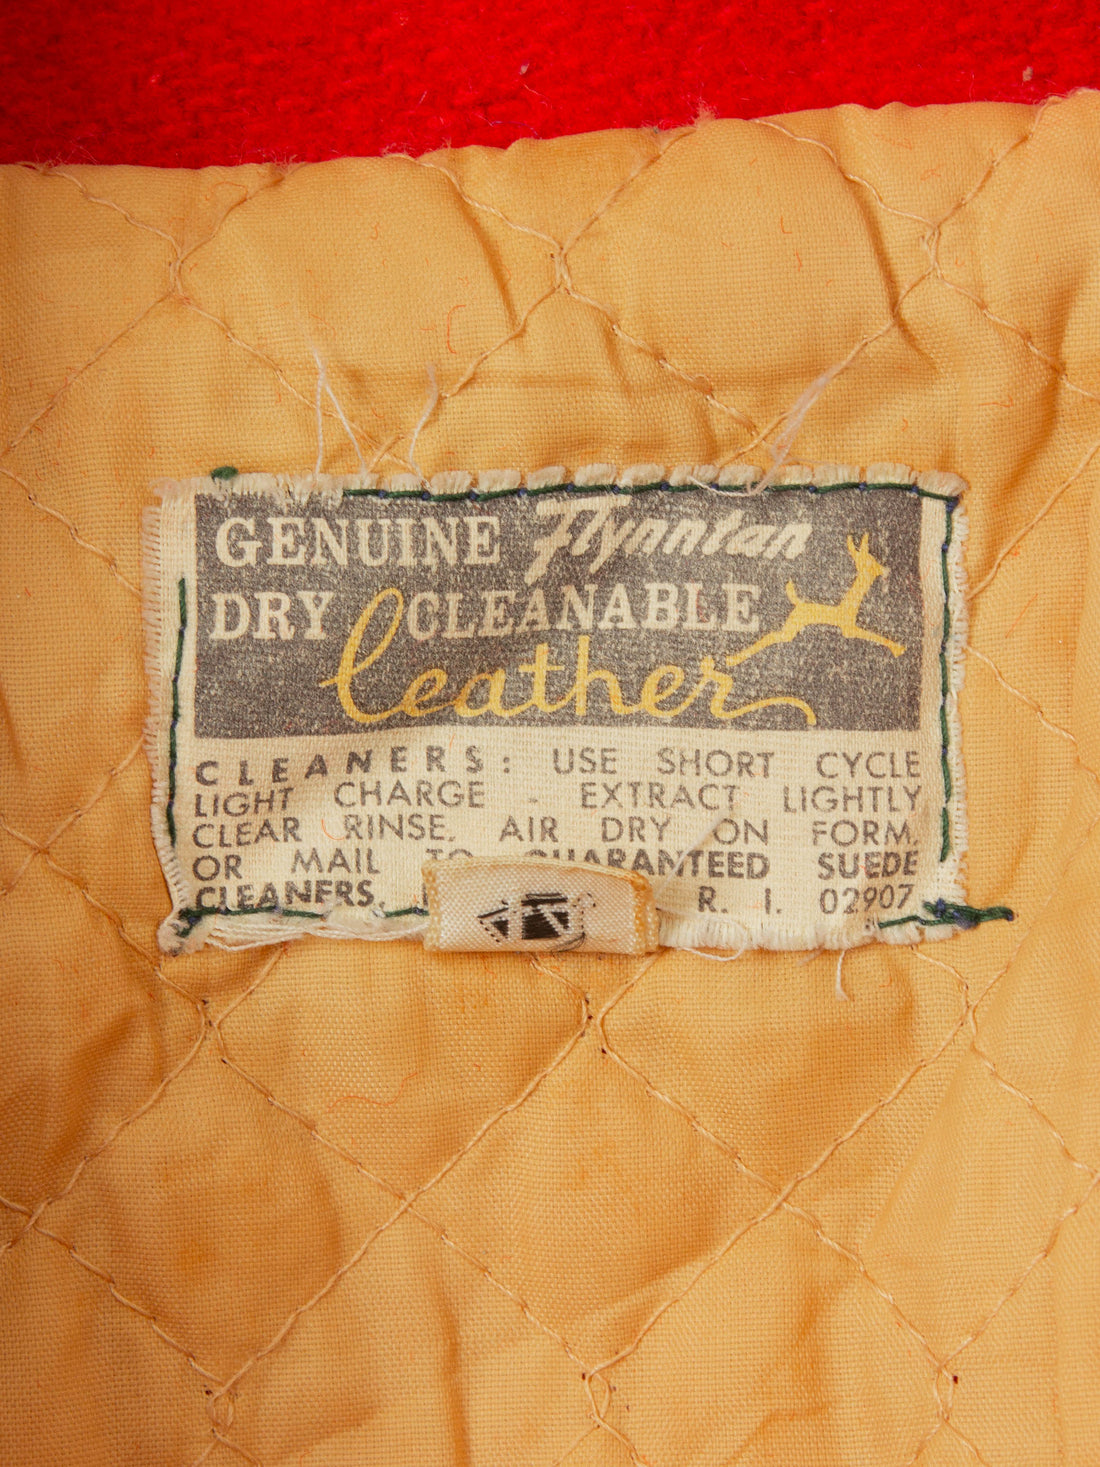 GENUINE Flynntan
DRY CLEANABLE
leather
CLEANERS: USE SHORT CYCLE
LIGHT CHARGE - EXTRACT LIGHTLY,
CLEAR RINSE, AIR DRY ON FORM,
OR MAIL TO GUARANTEED SUEDE
CLEANERS, R. I. 02907